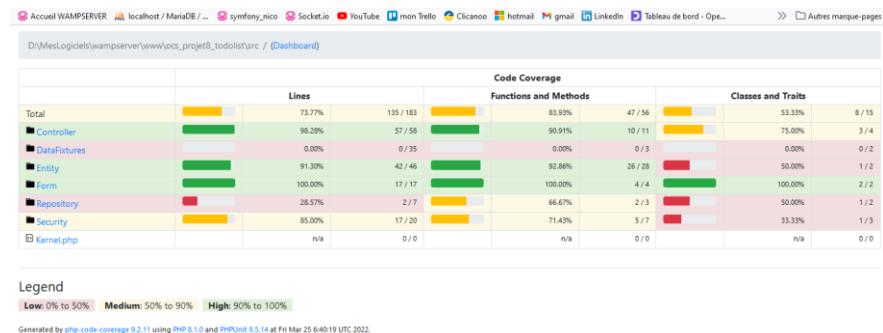 Accueil WAMPSERVER localhost / MariaDB / ... symfony_nico Socket.io YouTube mon Trello Clicanoo hotmail gmail LinkedIn Tableau de bord - Ope... Autres marque-pages
D:\MesLogiciels\wampserver\www\ocs_projet8_todolist\src / (Dashboard)
Code Coverage
Lines Functions and Methods Classes and Traits
Total 73.77% 135 / 183 83.93% 47 / 56 53.33% 8 / 15
Controller 98.28% 57 / 58 90.91% 10 / 11 75.00% 3 / 4
DataFixtures 0.00% 0 / 35 0.00% 0 / 3 0.00% 0 / 2
Entity 91.30% 42 / 46 92.86% 26 / 28 50.00% 1 / 2
Form 100.00% 17 / 17 100.00% 4 / 4 100.00% 2 / 2
Repository 28.57% 2 / 7 66.67% 2 / 3 50.00% 1 / 2
Security 85.00% 17 / 20 71.43% 5 / 7 33.33% 1 / 3
Kernel.php n/a 0 / 0 n/a 0 / 0 n/a 0 / 0
Legend
Low: 0% to 50% Medium: 50% to 90% High: 90% to 100%
Generated by php-code-coverage 9.2.11 using PHP 8.1.0 and PHPUnit 9.5.14 at Fri Mar 25 6:40:19 UTC 2022.